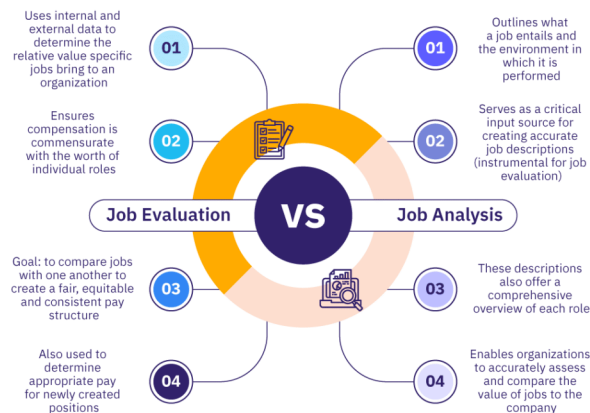 Uses internal and
external data to
determine the
relative value specific
jobs bring to an
organization
01
Ensures
compensation is
commensurate
with the worth of
individual roles
02
Job Evaluation
VS
Job Analysis
Goal: to compare jobs
with one another to
create a fair, equitable
and consistent pay
structure
03
Also used to
determine
appropriate pay
for newly created
positions
04
01
Outlines what
a job entails and
the environment in
which it is
performed
02
Serves as a critical
input source for
creating accurate
job descriptions
(instrumental for job
evaluation)
03
These descriptions
also offer a
comprehensive
overview of each role
04
Enables organizations
to accurately assess
and compare the
value of jobs to the
company